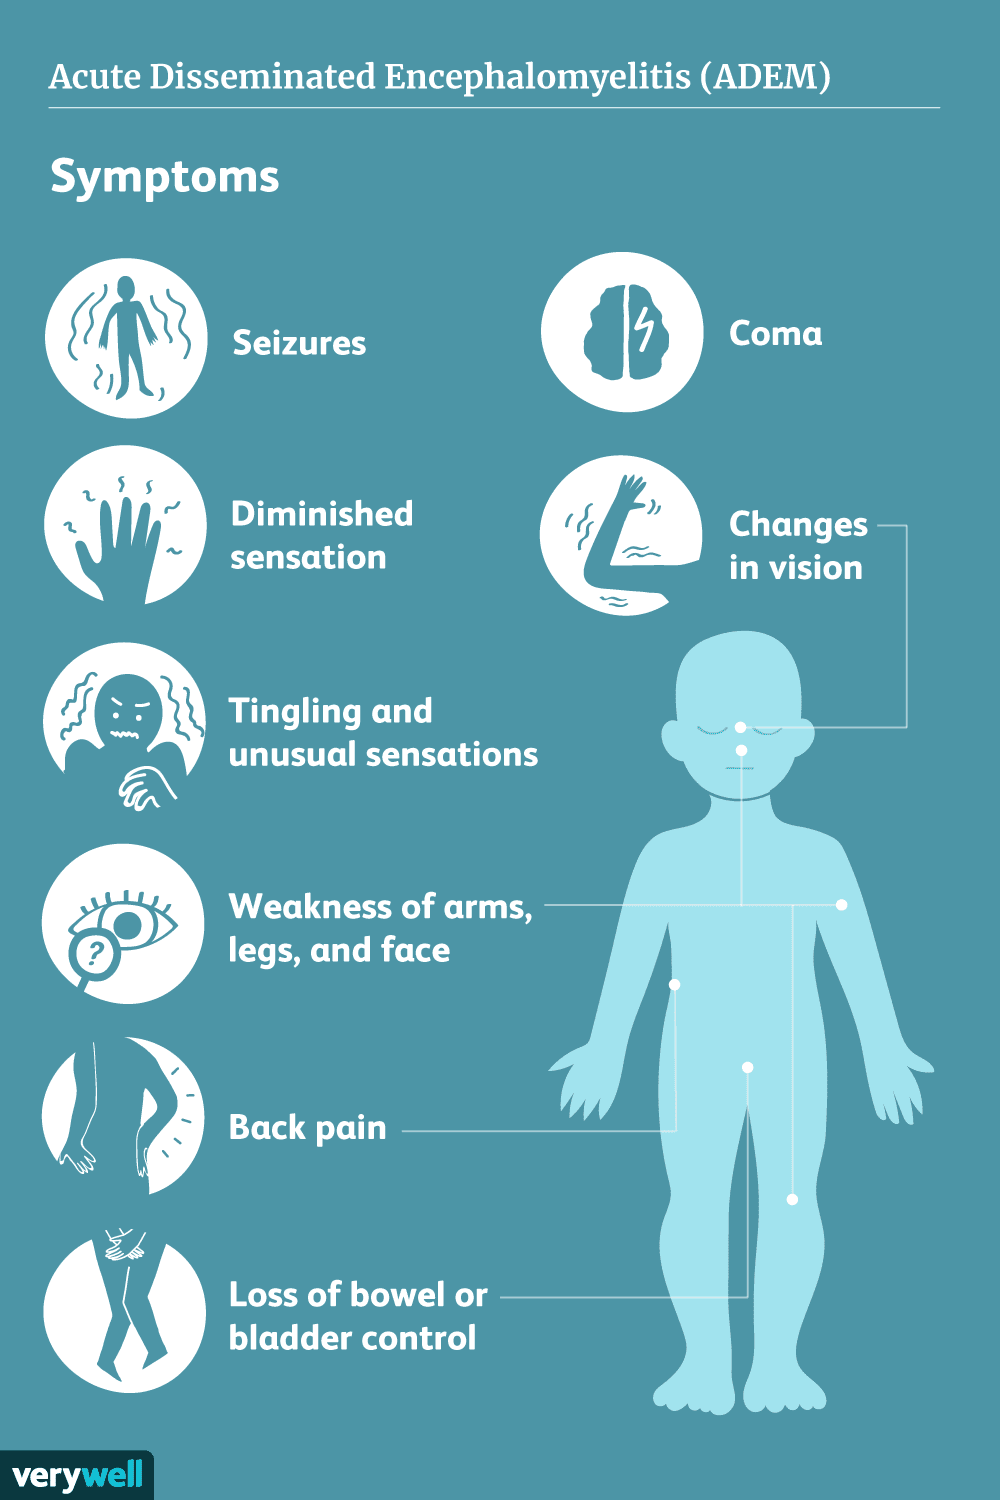 Acute Disseminated Encephalomyelitis (ADEM)
Symptoms
Seizures
Coma
Diminished
sensation
Changes
in vision
Tingling and
unusual sensations
Weakness of arms,
legs, and face
?
Back pain
Loss of bowel or
bladder control
verywell